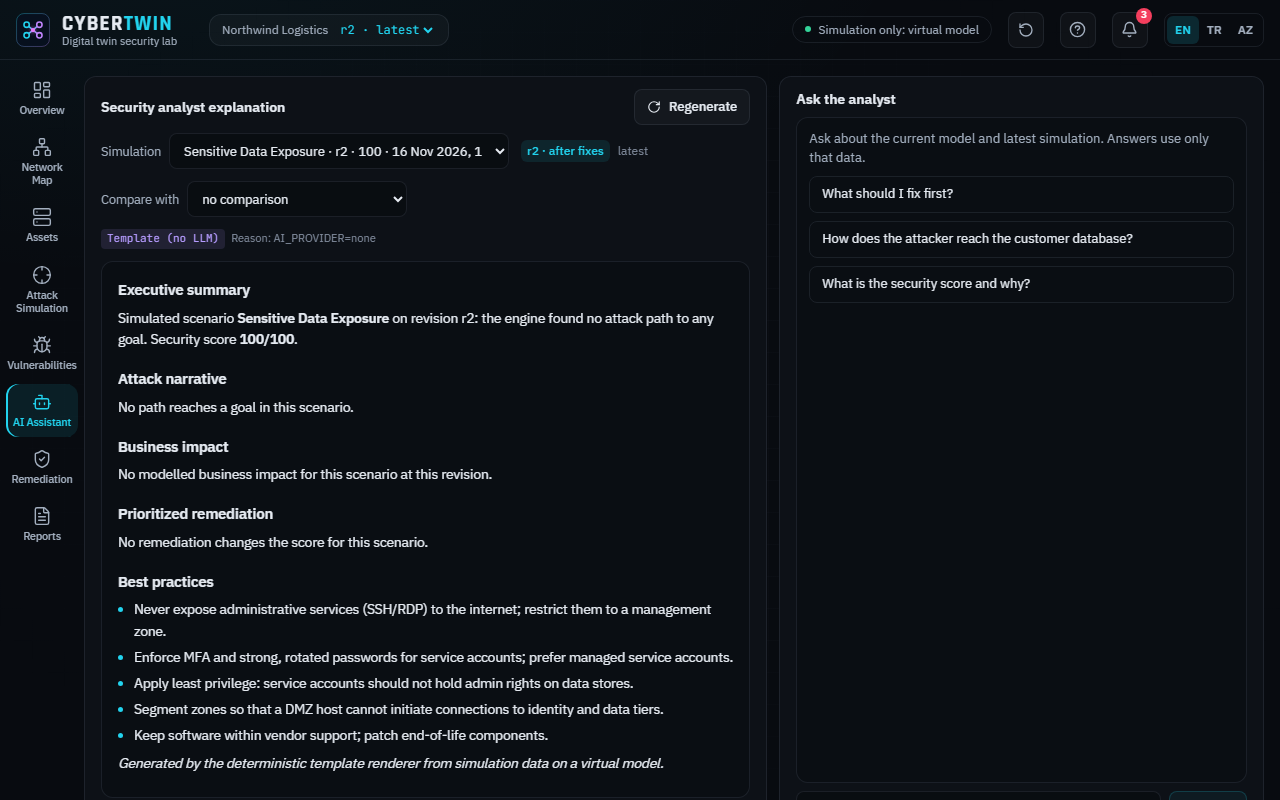 CYBERTWIN
Digital twin security lab
Northwind Logistics r2 · latest
Simulation only: virtual model
3
EN TR AZ
Overview
Network
Map
Assets
Attack
Simulation
Vulnerabilities
AI Assistant
Remediation
Reports
Security analyst explanation
Regenerate
Simulation Sensitive Data Exposure · r2 · 100 · 16 Nov 2026, 1 r2 · after fixes latest
Compare with no comparison
Template (no LLM) Reason: AI_PROVIDER=none
Executive summary
Simulated scenario Sensitive Data Exposure on revision r2: the engine found no attack path to any
goal. Security score 100/100.
Attack narrative
No path reaches a goal in this scenario.
Business impact
No modelled business impact for this scenario at this revision.
Prioritized remediation
No remediation changes the score for this scenario.
Best practices
Never expose administrative services (SSH/RDP) to the internet; restrict them to a management
zone.
Enforce MFA and strong, rotated passwords for service accounts; prefer managed service accounts.
Apply least privilege: service accounts should not hold admin rights on data stores.
Segment zones so that a DMZ host cannot initiate connections to identity and data tiers.
Keep software within vendor support; patch end-of-life components.
Generated by the deterministic template renderer from simulation data on a virtual model.
Ask the analyst
Ask about the current model and latest simulation. Answers use only
that data.
What should I fix first?
How does the attacker reach the customer database?
What is the security score and why?